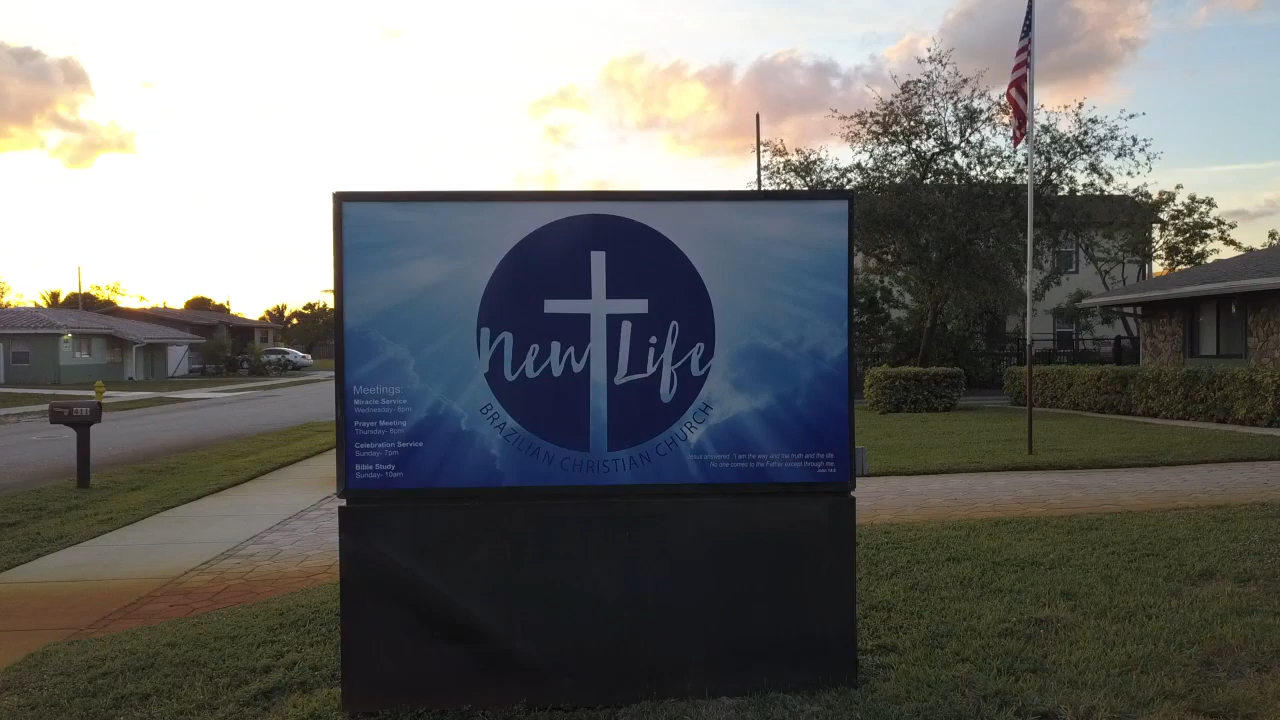 New Life
BRAZILIAN CHRISTIAN CHURCH
Meetings:
Miracle Service
Wednesday- 8pm
Prayer Meeting
Thursday- 8pm
Celebration Service
Sunday- 7pm
Bible Study
Sunday- 10am
Jesus answered: "I am the way and the truth and the life.
No one comes to the Father except through me.
John 14:6
411